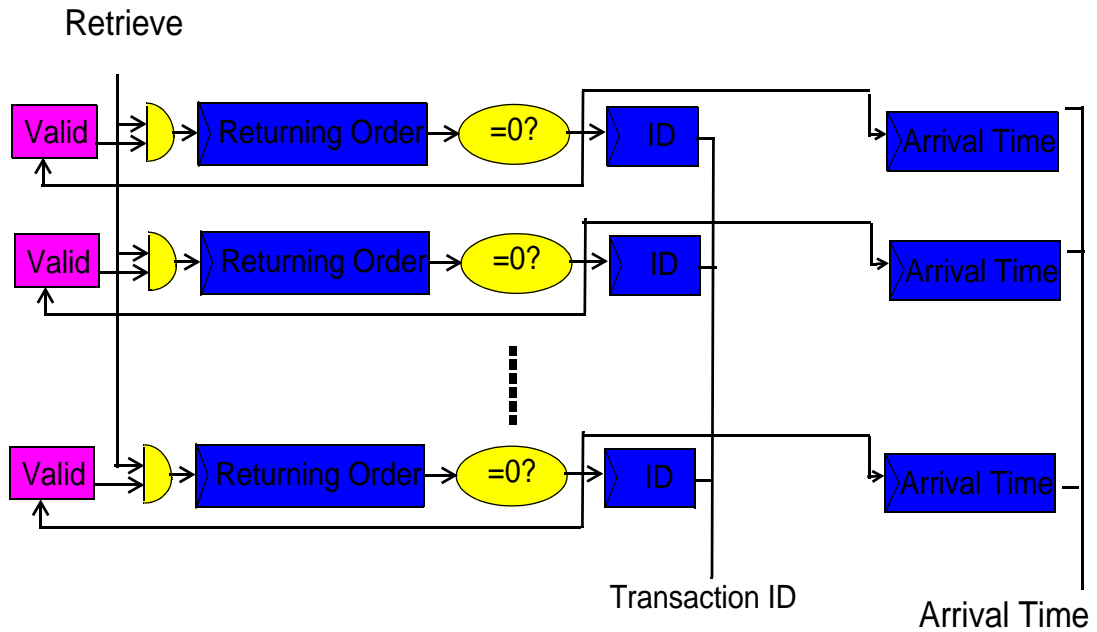 Retrieve
Valid
Returning Order
=0?
ID
Arrival Time
Valid
Returning Order
=0?
ID
Arrival Time
Valid
Returning Order
=0?
ID
Arrival Time
Transaction ID
Arrival Time